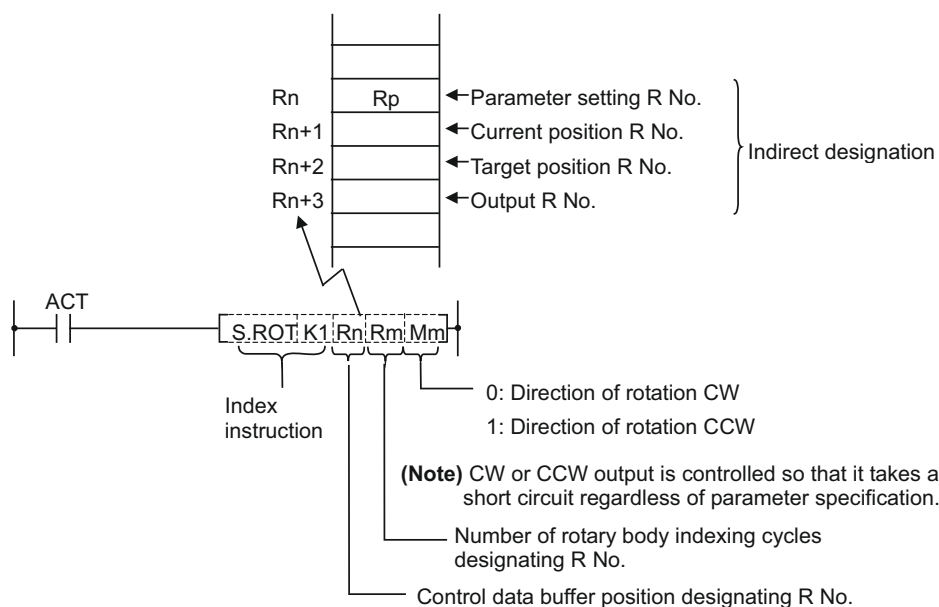 Rn Rp Parameter setting R No.
Rn+1 Current position R No.
Rn+2 Target position R No.
Rn+3 Output R No.
Indirect designation
ACT
S.ROT K1 Rn Rm Mm
Index
instruction
0: Direction of rotation CW
1: Direction of rotation CCW
(Note) CW or CCW output is controlled so that it takes a
short circuit regardless of parameter specification.
Number of rotary body indexing cycles
designating R No.
Control data buffer position designating R No.